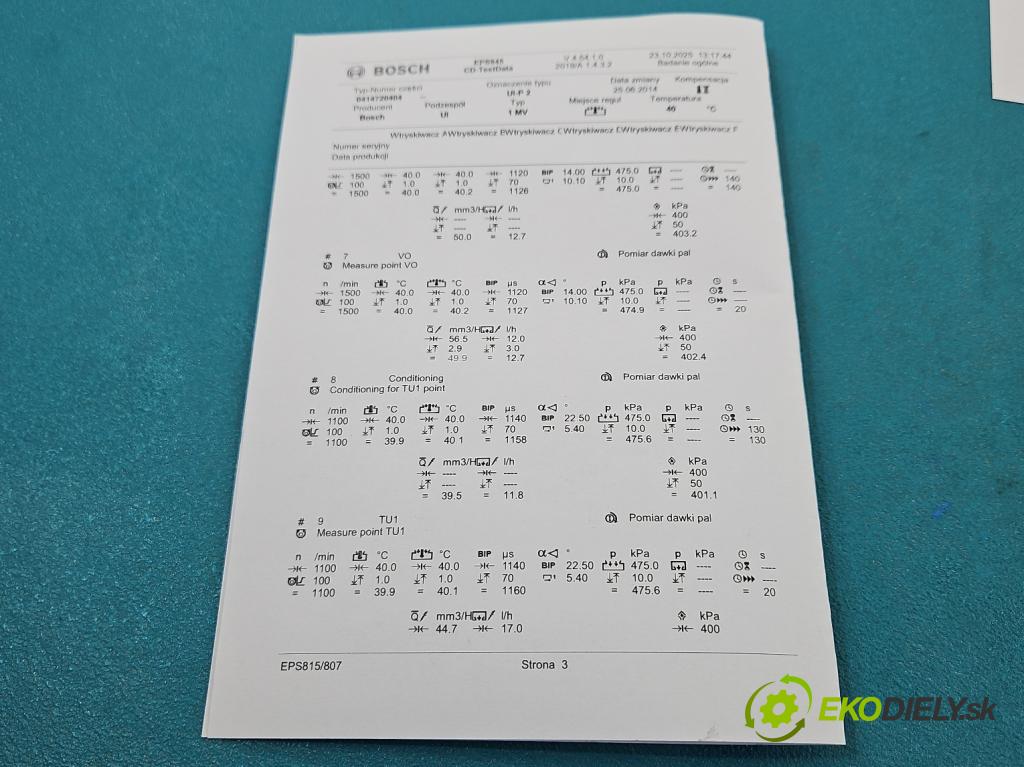 BOSCH EPS945 V 4.64.1.0 23.10.2025 13:17:44
CD-TestData 2019/A 1.4.3.2 Badanie ogólne
Typ-Numer części Oznaczenie typu Data zmiany Kompensacja
0414720404 -- UI-P 2 25.06.2014
Producent Podzespół Typ Miejsce reguł Temperatura
Bosch UI 1 MV 40 °C
Wtryskiwacz A Wtryskiwacz B Wtryskiwacz C Wtryskiwacz D Wtryskiwacz E Wtryskiwacz F
Numer seryjny
Data produkcji
1500 40.0 40.0 1120 BIP 14.00 475.0 ---- ----
100 1.0 1.0 70 10.10 10.0 ---- 140
= 1500 = 40.0 = 40.2 = 1126 = 475.0 = 140
Q/ mm3/H l/h kPa
---- ---- 400
---- ---- 50
= 50.0 = 12.7 = 403.2
# 7 VO Pomiar dawki pal
Measure point VO
n /min °C °C BIP µs α ° p kPa p kPa s
1500 40.0 40.0 1120 BIP 14.00 475.0 ---- ----
100 1.0 1.0 70 10.10 10.0 ---- ----
= 1500 = 40.0 = 40.2 = 1127 = 474.9 = ---- = 20
Q/ mm3/H l/h kPa
56.5 12.0 400
2.9 3.0 50
= 49.9 = 12.7 = 402.4
# 8 Conditioning Pomiar dawki pal
Conditioning for TU1 point
n /min °C °C BIP µs α ° p kPa p kPa s
1100 40.0 40.0 1140 BIP 22.50 475.0 ---- ----
100 1.0 1.0 70 5.40 10.0 ---- 130
= 1100 = 39.9 = 40.1 = 1158 = 475.6 = ---- = 130
Q/ mm3/H l/h kPa
---- ---- 400
---- ---- 50
= 39.5 = 11.8 = 401.1
# 9 TU1 Pomiar dawki pal
Measure point TU1
n /min °C °C BIP µs α ° p kPa p kPa s
1100 40.0 40.0 1140 BIP 22.50 475.0 ---- ----
100 1.0 1.0 70 5.40 10.0 ---- ----
= 1100 = 39.9 = 40.1 = 1160 = 475.6 = ---- = 20
Q/ mm3/H l/h kPa
44.7 17.0 400
EPS815/807 Strona 3
EKODIELY.sk